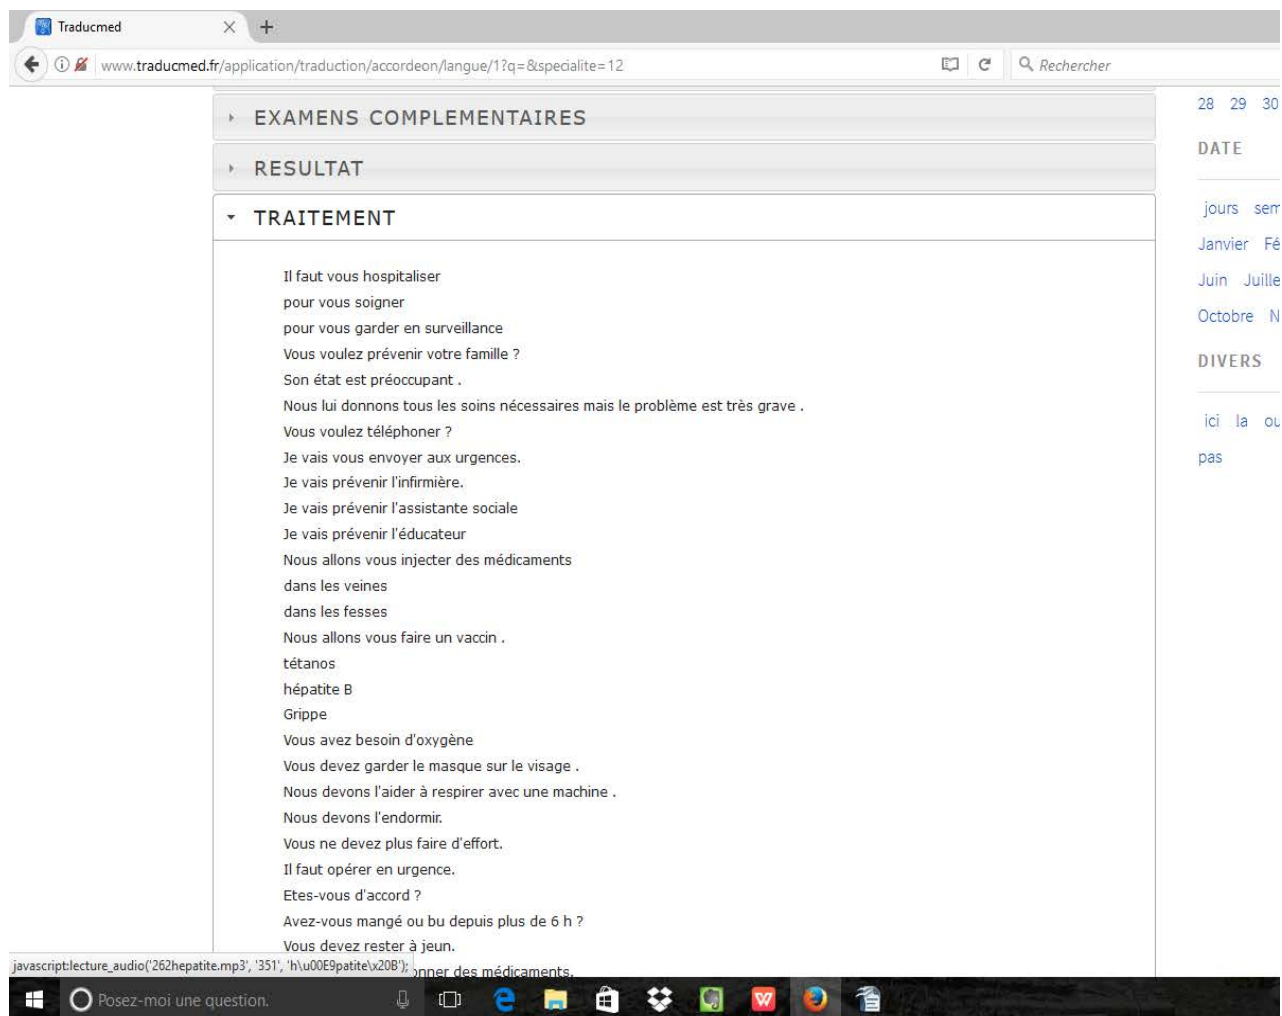 Traducmed
www.traducmed.fr/application/traduction/accordeon/langue/1?q=&specialite=12
Rechercher
EXAMENS COMPLEMENTAIRES
RESULTAT
TRAITEMENT
Il faut vous hospitaliser
pour vous soigner
pour vous garder en surveillance
Vous voulez prévenir votre famille ?
Son état est préoccupant .
Nous lui donnons tous les soins nécessaires mais le problème est très grave .
Vous voulez téléphoner ?
Je vais vous envoyer aux urgences.
Je vais prévenir l'infirmière.
Je vais prévenir l'assistante sociale
Je vais prévenir l'éducateur
Nous allons vous injecter des médicaments
dans les veines
dans les fesses
Nous allons vous faire un vaccin .
tétanos
hépatite B
Grippe
Vous avez besoin d'oxygène
Vous devez garder le masque sur le visage .
Nous devons l'aider à respirer avec une machine .
Nous devons l'endormir.
Vous ne devez plus faire d'effort.
Il faut opérer en urgence.
Etes-vous d'accord ?
Avez-vous mangé ou bu depuis plus de 6 h ?
Vous devez rester à jeun.
onner des médicaments.
28 29 30
DATE
jours sem
Janvier Fé
Juin Juille
Octobre N
DIVERS
ici la ou
pas
javascript:lecture_audio('262hepatite.mp3', '351', 'h\u00E9patite\x20B');
Posez-moi une question.